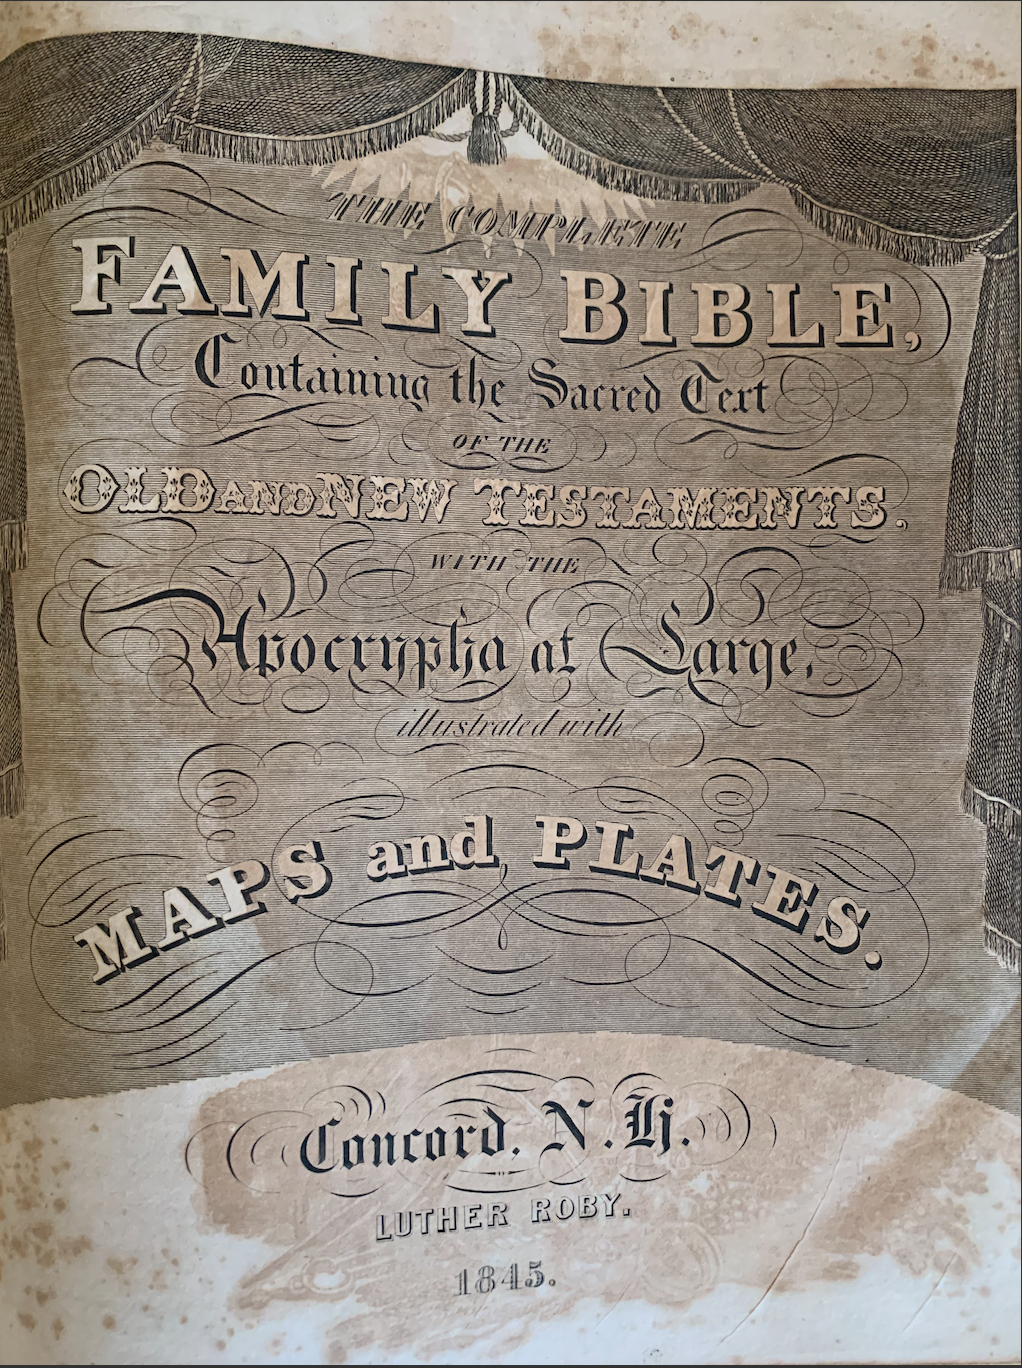 THE COMPLETE
FAMILY BIBLE,
Containing the Sacred Text
OF THE
OLD AND NEW TESTAMENTS,
WITH THE
Apocrypha at Large,
illustrated with
MAPS and PLATES.
Concord, N.H.
LUTHER ROBY.
1845.